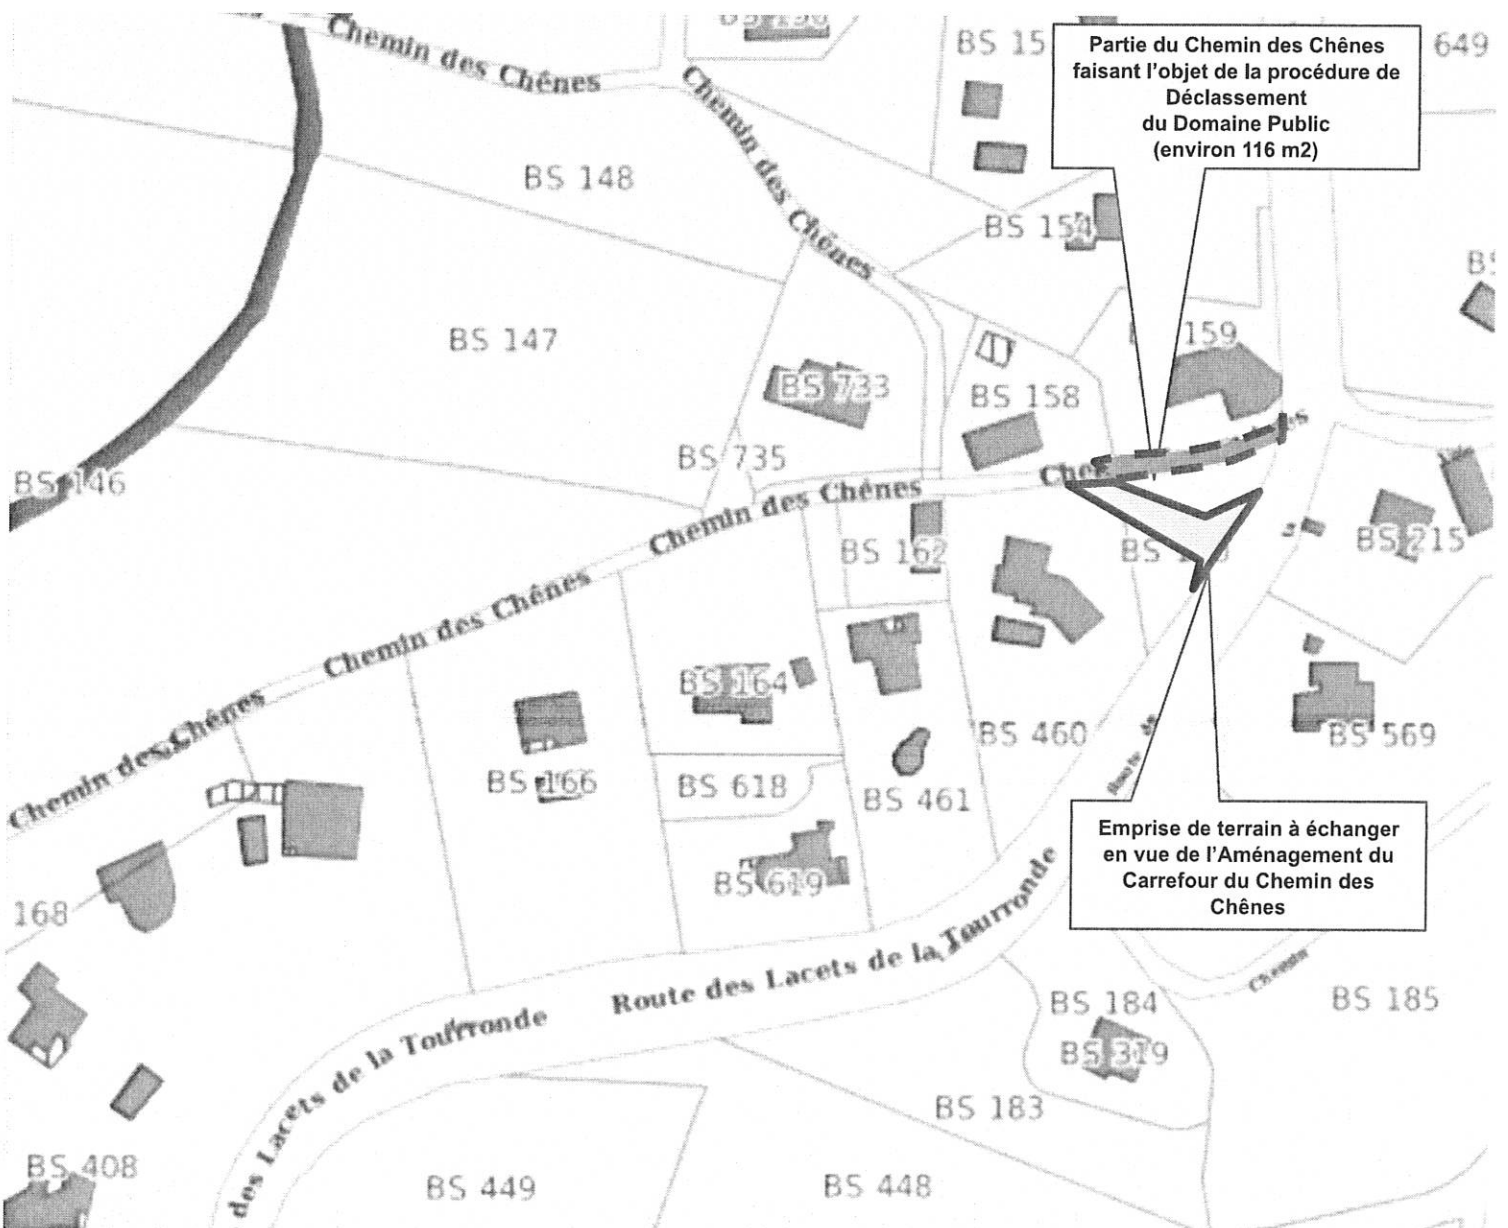 Chemin des Chênes
BS 15
Partie du Chemin des Chênes
faisant l'objet de la procédure de
Déclassement
du Domaine Public
(environ 116 m2)
649
Chemin des Chênes
BS 148
BS 154
BS 147
159
BS 733
BS 158
BS 735
BS 146
Chemin des Chênes
BS 162
BS 215
Chemin des Chênes
BS 164
BS 460
BS 569
Chemin des Chênes
BS 166
BS 618
BS 461
Emprise de terrain à échanger
en vue de l'Aménagement du
Carrefour du Chemin des
Chênes
BS 619
168
Route des Lacets de la Tourronde
Chemin
BS 184
BS 185
des Lacets de la Tourronde
BS 319
BS 183
BS 408
BS 449
BS 448